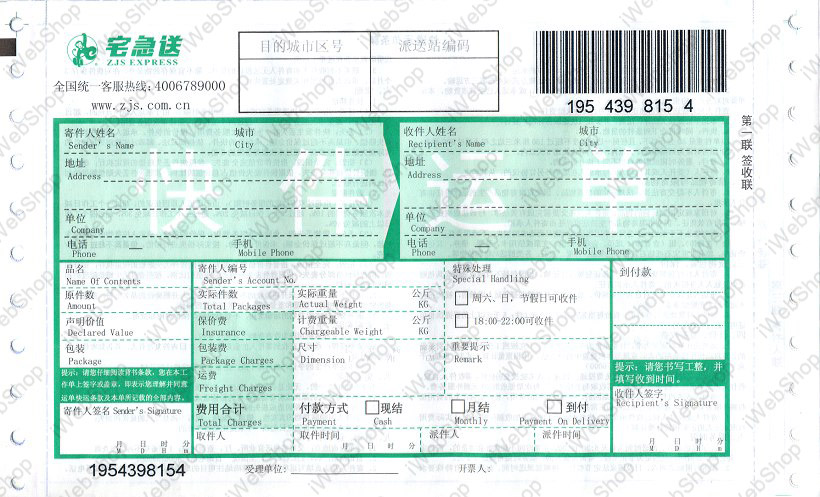 宅急送
ZJS EXPRESS
全国统一客服热线:4006789000
www.zjs.com.cn
目的城市区号 派送站编码
195 439 815 4
第一联 签收联
快件运单
寄件人姓名 城市 收件人姓名 城市
Sender's Name City Recipient's Name City
地址 地址
Address Address
单位 单位
Company Company
电话 手机 电话 手机
Phone Mobile Phone Phone Mobile Phone
品名 寄件人编号 特殊处理 到付款
Name Of Contents Sender's Account No. Special Handling
原件数 实际件数 实际重量 公斤 周六、日,节假日可收件
Amount Total Packages Actual Weight KG
声明价值 保价费 计费重量 公斤 18:00-22:00可收件
Declared Value Insurance Chargeable Weight KG
包装 包装费 尺寸 重要提示
Package Package Charges Dimension Remark
提示:请您仔细阅读背书条款,您在本工
作单上签字或盖章,即表示您理解并同意
运单快运条款及本单所记载的全部内容。
运费
Freight Charges
提示:请您书写工整,并
填写收到时间。
寄件人签名 Sender's Signature
费用合计 付款方式 现结 月结 到付
Total Charges Payment Cash Monthly Payment On Delivery
收件人签字
Recipient's Signature
取件人 取件时间 派件人 派件时间
月 日 时 分 月 日 时 分 月 日 时 分
M D H m M D H m
1954398154 受理单位: 开票人:
iWebShop